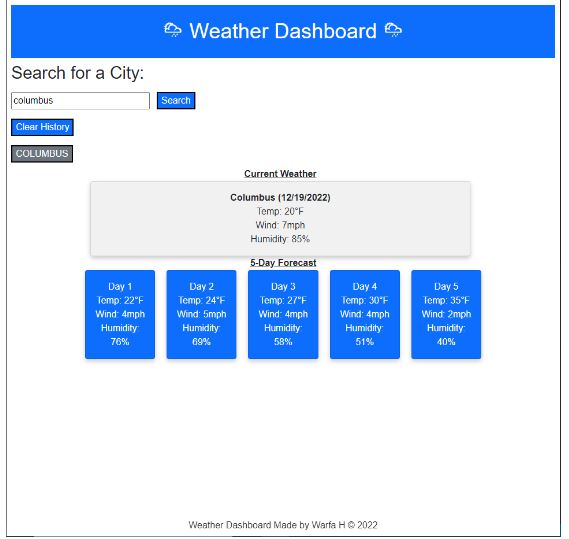 Weather Dashboard
Search for a City:
columbus Search
Clear History
COLUMBUS
Current Weather
Columbus (12/19/2022)
Temp: 20°F
Wind: 7mph
Humidity: 85%
5-Day Forecast
Day 1
Temp: 22°F
Wind: 4mph
Humidity:
76%
Day 2
Temp: 24°F
Wind: 5mph
Humidity:
69%
Day 3
Temp: 27°F
Wind: 4mph
Humidity:
58%
Day 4
Temp: 30°F
Wind: 4mph
Humidity:
51%
Day 5
Temp: 35°F
Wind: 2mph
Humidity:
40%
Weather Dashboard Made by Warfa H © 2022